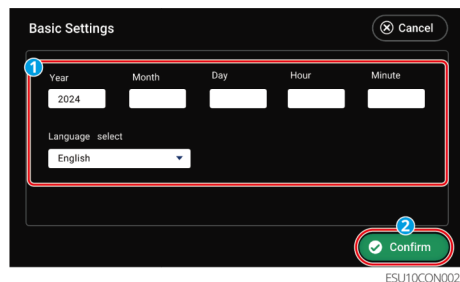 Basic Settings
Cancel
1
Year Month Day Hour Minute
2024
Language select
English
2
Confirm
ESU10CON002